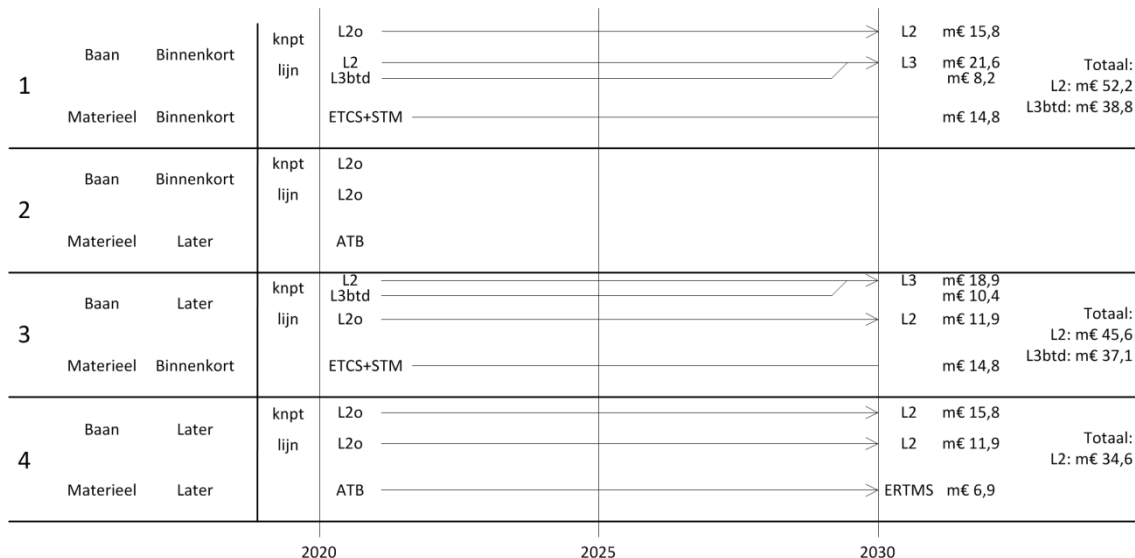 knpt L2o L2 m€ 15,8
Baan Binnenkort
lijn L2 L3 m€ 21,6
L3btd m€ 8,2
Totaal:
L2: m€ 52,2
L3btd: m€ 38,8
1
Materieel Binnenkort ETCS+STM m€ 14,8
knpt L2o
Baan Binnenkort
lijn L2o
2
Materieel Later ATB
knpt L2 L3 m€ 18,9
L3btd m€ 10,4
Baan Later
lijn L2o L2 m€ 11,9
Totaal:
L2: m€ 45,6
L3btd: m€ 37,1
3
Materieel Binnenkort ETCS+STM m€ 14,8
knpt L2o L2 m€ 15,8
Baan Later
lijn L2o L2 m€ 11,9
Totaal:
L2: m€ 34,6
4
Materieel Later ATB ERTMS m€ 6,9
2020 2025 2030